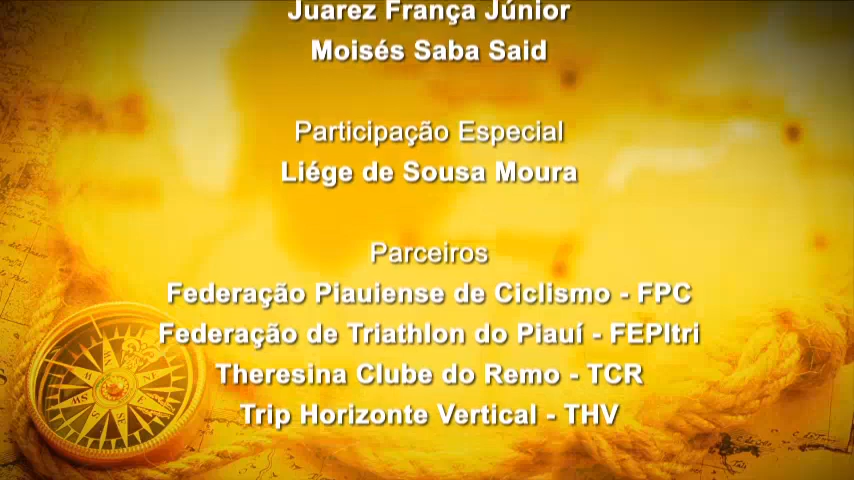 Juarez França Júnior
Moisés Saba Said
Participação Especial
Liége de Sousa Moura
Parceiros
Federação Piauiense de Ciclismo - FPC
Federação de Triathlon do Piauí - FEPItri
Theresina Clube do Remo - TCR
Trip Horizonte Vertical - THV